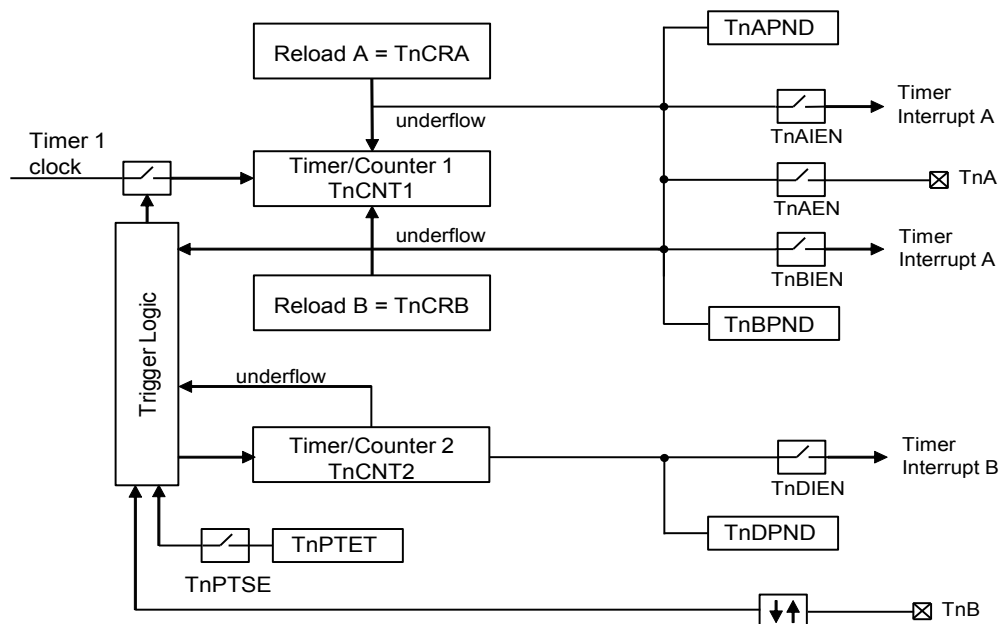 TnAPND
Reload A = TnCRA
Timer
Interrupt A
underflow
TnAIEN
Timer 1
clock
Timer/Counter 1
TnCNT1
TnA
TnAEN
underflow
Timer
Interrupt A
TnBIEN
Reload B = TnCRB
TnBPND
Trigger Logic
underflow
Timer/Counter 2
TnCNT2
Timer
Interrupt B
TnDIEN
TnDPND
TnPTET
TnPTSE
TnB